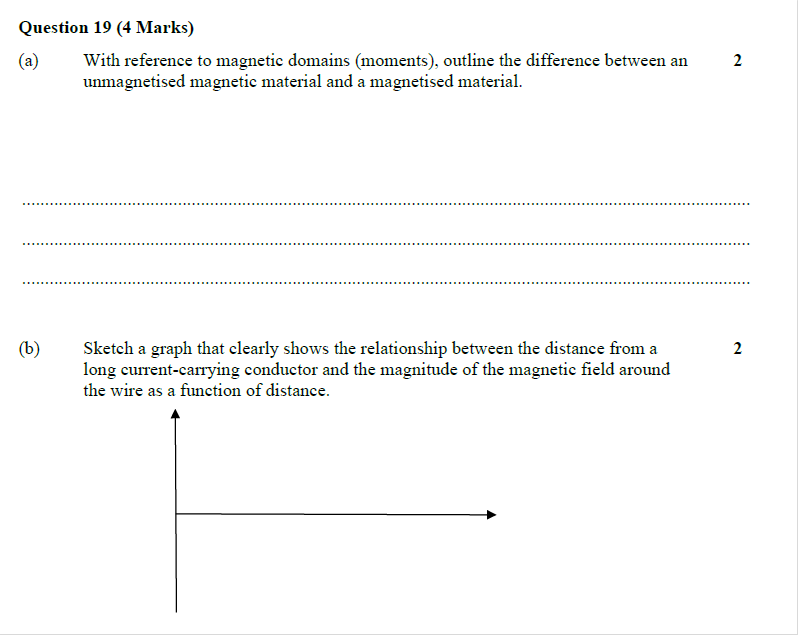 Question 19 (4 Marks)
(a) With reference to magnetic domains (moments), outline the difference between an 2
unmagnetised magnetic material and a magnetised material.
(b) Sketch a graph that clearly shows the relationship between the distance from a 2
long current-carrying conductor and the magnitude of the magnetic field around
the wire as a function of distance.